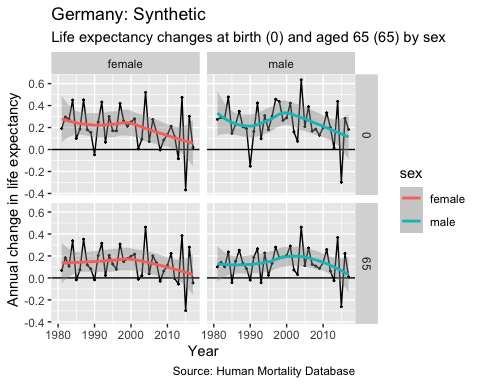 Germany: Synthetic
Life expectancy changes at birth (0) and aged 65 (65) by sex
female male
0.6
0.4
0.2
0.0
-0.2
-0.4
0
0.6
0.4
0.2
0.0
-0.2
-0.4
65
Annual change in life expectancy
1980 1990 2000 2010 1980 1990 2000 2010
Year
sex
female
male
Source: Human Mortality Database